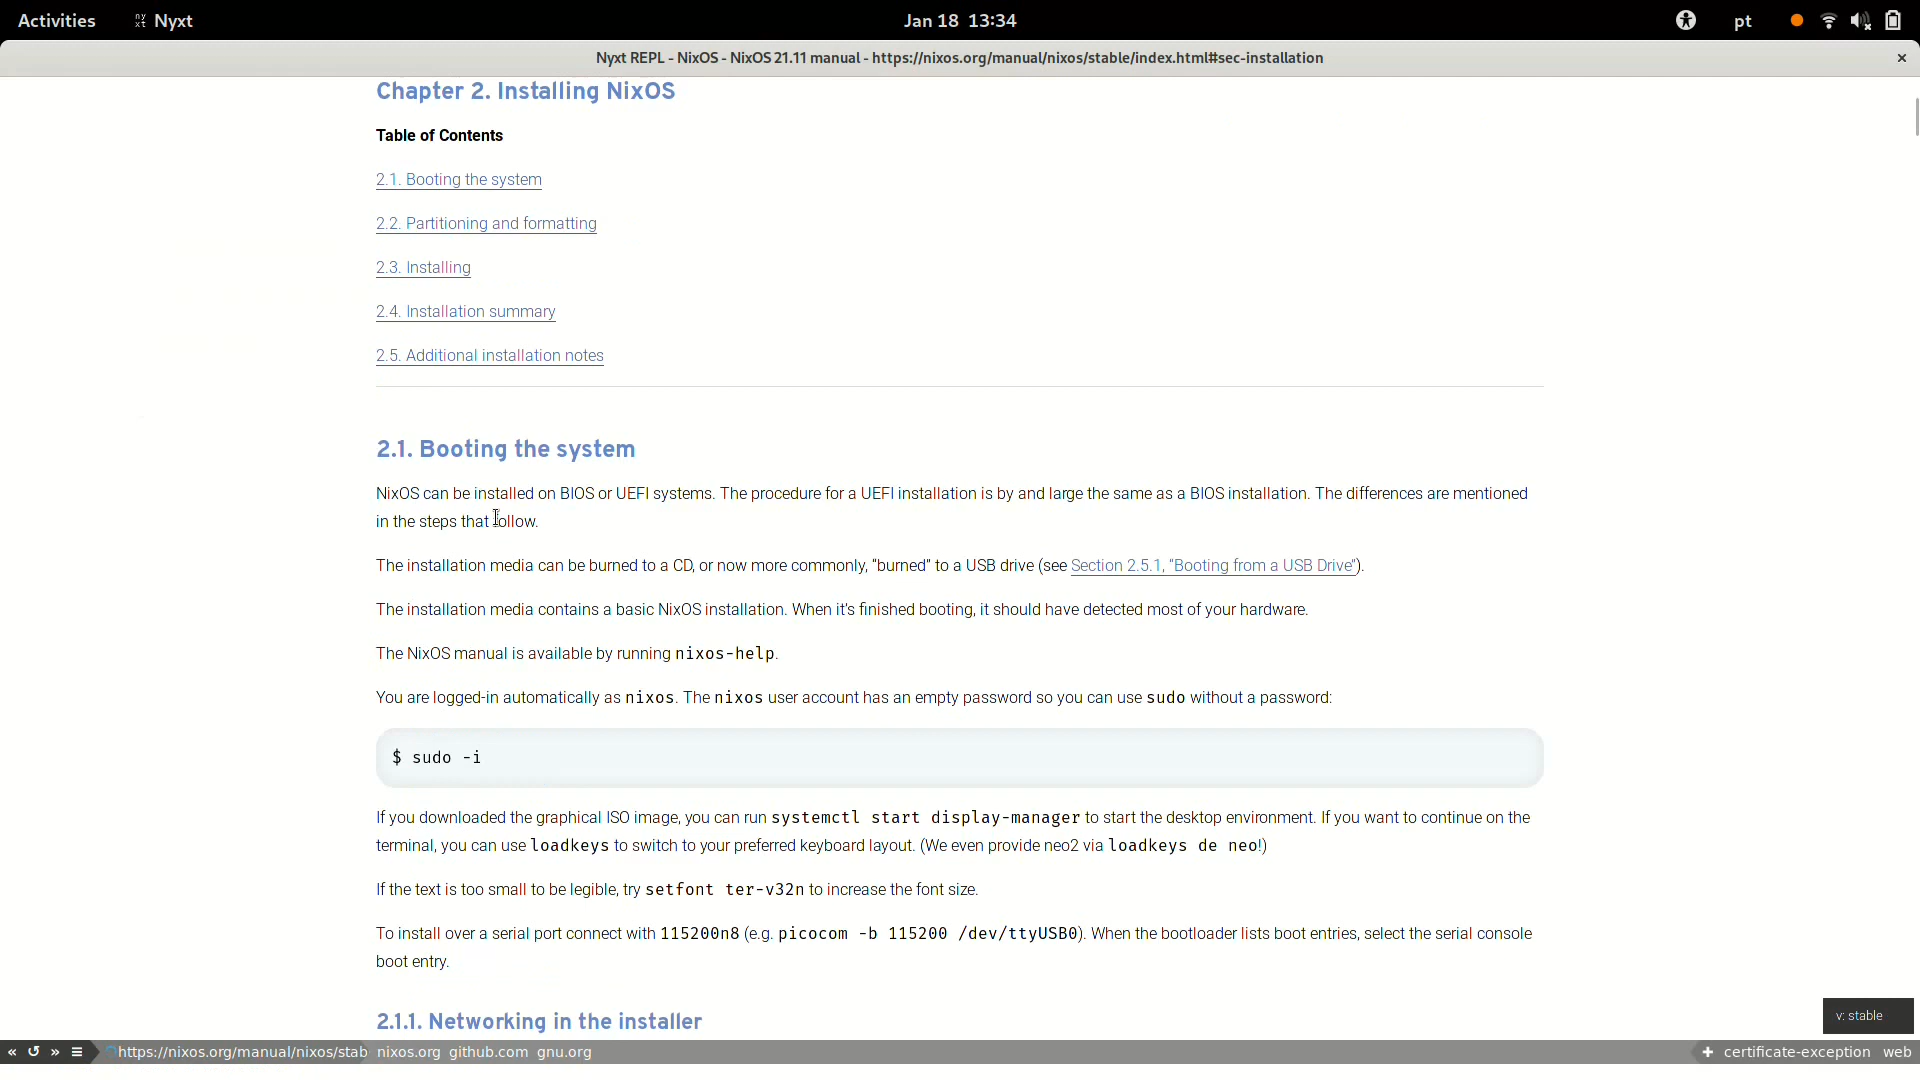 Activities Nyxt Jan 18 13:34 pt
Nyxt REPL - NixOS - NixOS 21.11 manual - https://nixos.org/manual/nixos/stable/index.html#sec-installation ×
Chapter 2. Installing NixOS
Table of Contents
2.1. Booting the system
2.2. Partitioning and formatting
2.3. Installing
2.4. Installation summary
2.5. Additional installation notes
2.1. Booting the system
NixOS can be installed on BIOS or UEFI systems. The procedure for a UEFI installation is by and large the same as a BIOS installation. The differences are mentioned
in the steps that follow.
The installation media can be burned to a CD, or now more commonly, “burned” to a USB drive (see Section 2.5.1, “Booting from a USB Drive”).
The installation media contains a basic NixOS installation. When it’s finished booting, it should have detected most of your hardware.
The NixOS manual is available by running nixos-help.
You are logged-in automatically as nixos. The nixos user account has an empty password so you can use sudo without a password:
$ sudo -i
If you downloaded the graphical ISO image, you can run systemctl start display-manager to start the desktop environment. If you want to continue on the
terminal, you can use loadkeys to switch to your preferred keyboard layout. (We even provide neo2 via loadkeys de neo!)
If the text is too small to be legible, try setfont ter-v32n to increase the font size.
To install over a serial port connect with 115200n8 (e.g. picocom -b 115200 /dev/ttyUSB0). When the bootloader lists boot entries, select the serial console
boot entry.
2.1.1. Networking in the installer
v: stable
« ↺ » ≡ https://nixos.org/manual/nixos/stab nixos.org github.com gnu.org + certificate-exception web